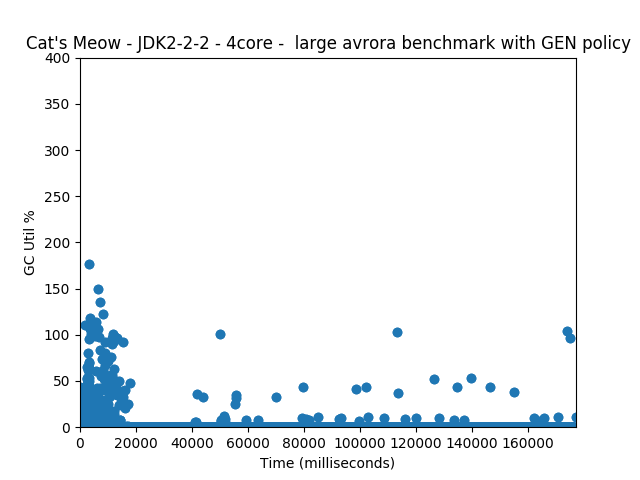 Cat's Meow - JDK2-2-2 - 4core -  large avrora benchmark with GEN policy
400
350
300
250
200
150
100
50
0
GC Util %
0 20000 40000 60000 80000 100000 120000 140000 160000
Time (milliseconds)